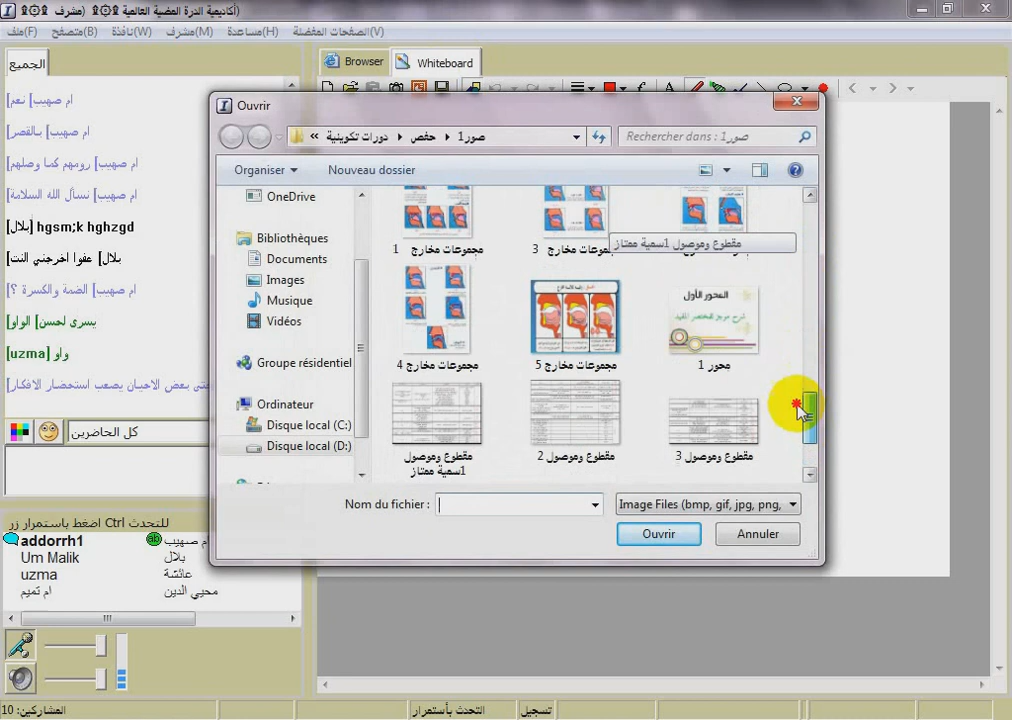 أكاديمية الدرة المضية العالمية (مشرف)
ملف(F) متصفح(B) نافذة(W) مشرف(M) مساعدة(H) الصفحات المفضلة(V)
الجميع
Browser
Whiteboard
ام صهيب] نعم]
ام صهيب] بالقصر]
ام صهيب] رومهم كما وصلهم]
ام صهيب] نسأل الله السلامة]
[بلال] hgsm;k hghzgd
بلال] عفوا اخرجني النت]
ام صهيب] الضمة والكسرة ؟]
يسرى لحسن] الواو]
[uzma] واو
حتى بعض الاحيان يصعب استحضار الافكار]
كل الحاضرين
للتحدث Ctrl اضغط باستمرار زر
addorrh1
ام صهيب
Um Malik
بلال
uzma
عائشة
ام تميم
محيي الدين
Ouvrir
« دورات تكوينية
حفص
صور1
Rechercher dans : صور1
Organiser
Nouveau dossier
OneDrive
Bibliothèques
Documents
Images
Musique
Vidéos
Groupe résidentiel
Ordinateur
Disque local (C:)
Disque local (D:)
مجموعات مخارج 1
مجموعات مخارج 3
مقطوع وموصول 1سمية ممتاز
مجموعات مخارج 4
مجموعات مخارج 5
المحور الأول
محور 1
مقطوع وموصول 1سمية ممتاز
مقطوع وموصول 2
مقطوع وموصول 3
Nom du fichier :
Image Files (bmp, gif, jpg, png,
Ouvrir
Annuler
المشاركين: 10
التحدث بأستمرار
تسجيل